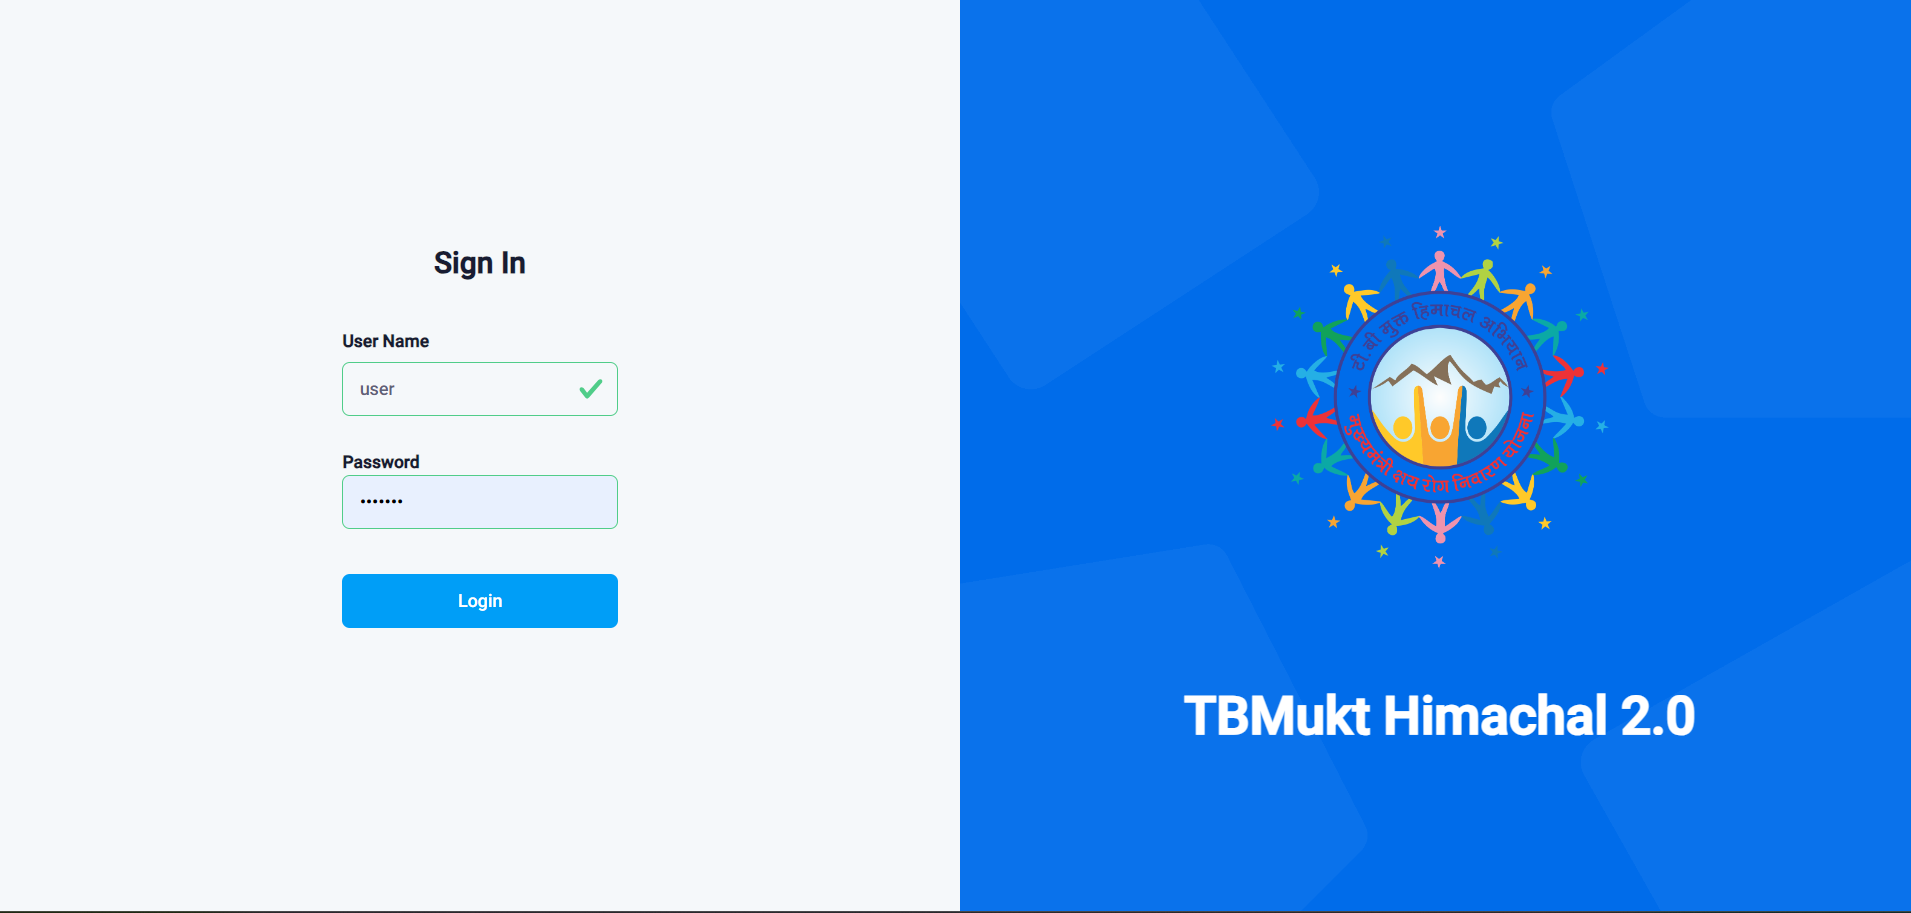 Sign In
User Name
user
Password
•••••••
Login
टी.बी मुक्त हिमाचल अभियान
मुख्यमंत्री क्षय रोग निवारण योजना
TBMukt Himachal 2.0